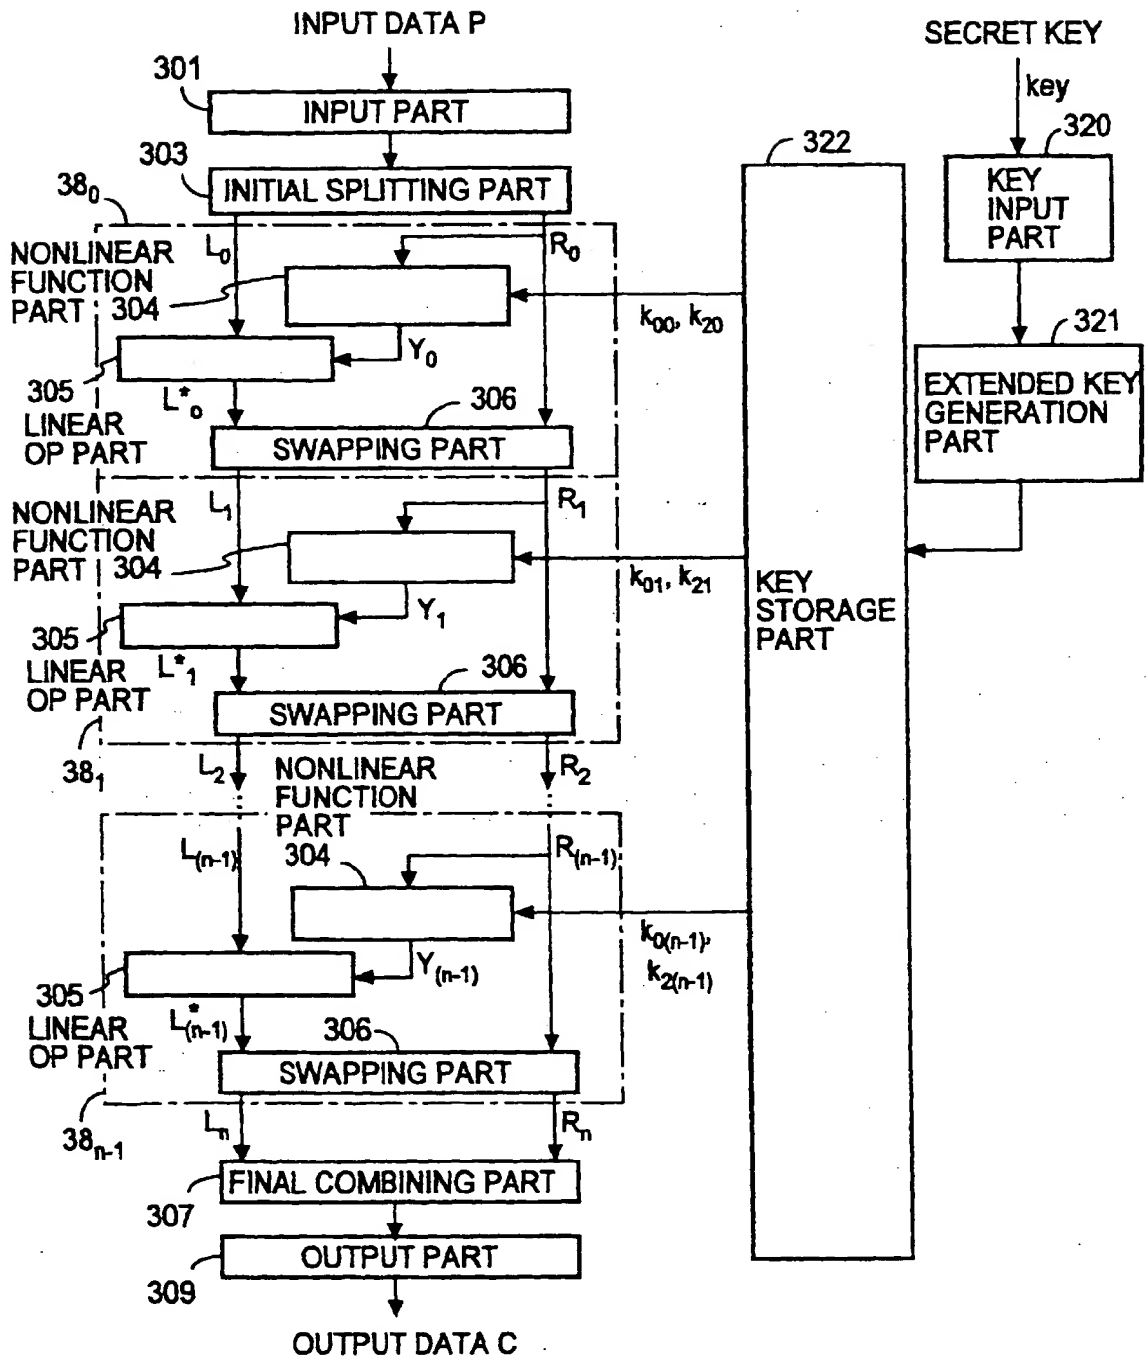 INPUT DATA P
301
INPUT PART
303
INITIAL SPLITTING PART
38₀
L₀
R₀
NONLINEAR
FUNCTION
PART 304
k₀₀, k₂₀
Y₀
305
LINEAR
OP PART
L*₀
306
SWAPPING PART
L₁
R₁
NONLINEAR
FUNCTION
PART 304
k₀₁, k₂₁
Y₁
305
LINEAR
OP PART
L*₁
306
SWAPPING PART
38₁
L₂
R₂
NONLINEAR
FUNCTION
PART
304
L₍ₙ₋₁₎
R₍ₙ₋₁₎
k₀₍ₙ₋₁₎,
k₂₍ₙ₋₁₎
Y₍ₙ₋₁₎
305
LINEAR
OP PART
L*₍ₙ₋₁₎
306
SWAPPING PART
38ₙ₋₁
Lₙ
Rₙ
FINAL COMBINING PART
307
OUTPUT PART
309
OUTPUT DATA C
SECRET KEY
key
320
KEY
INPUT
PART
321
EXTENDED KEY
GENERATION
PART
322
KEY
STORAGE
PART